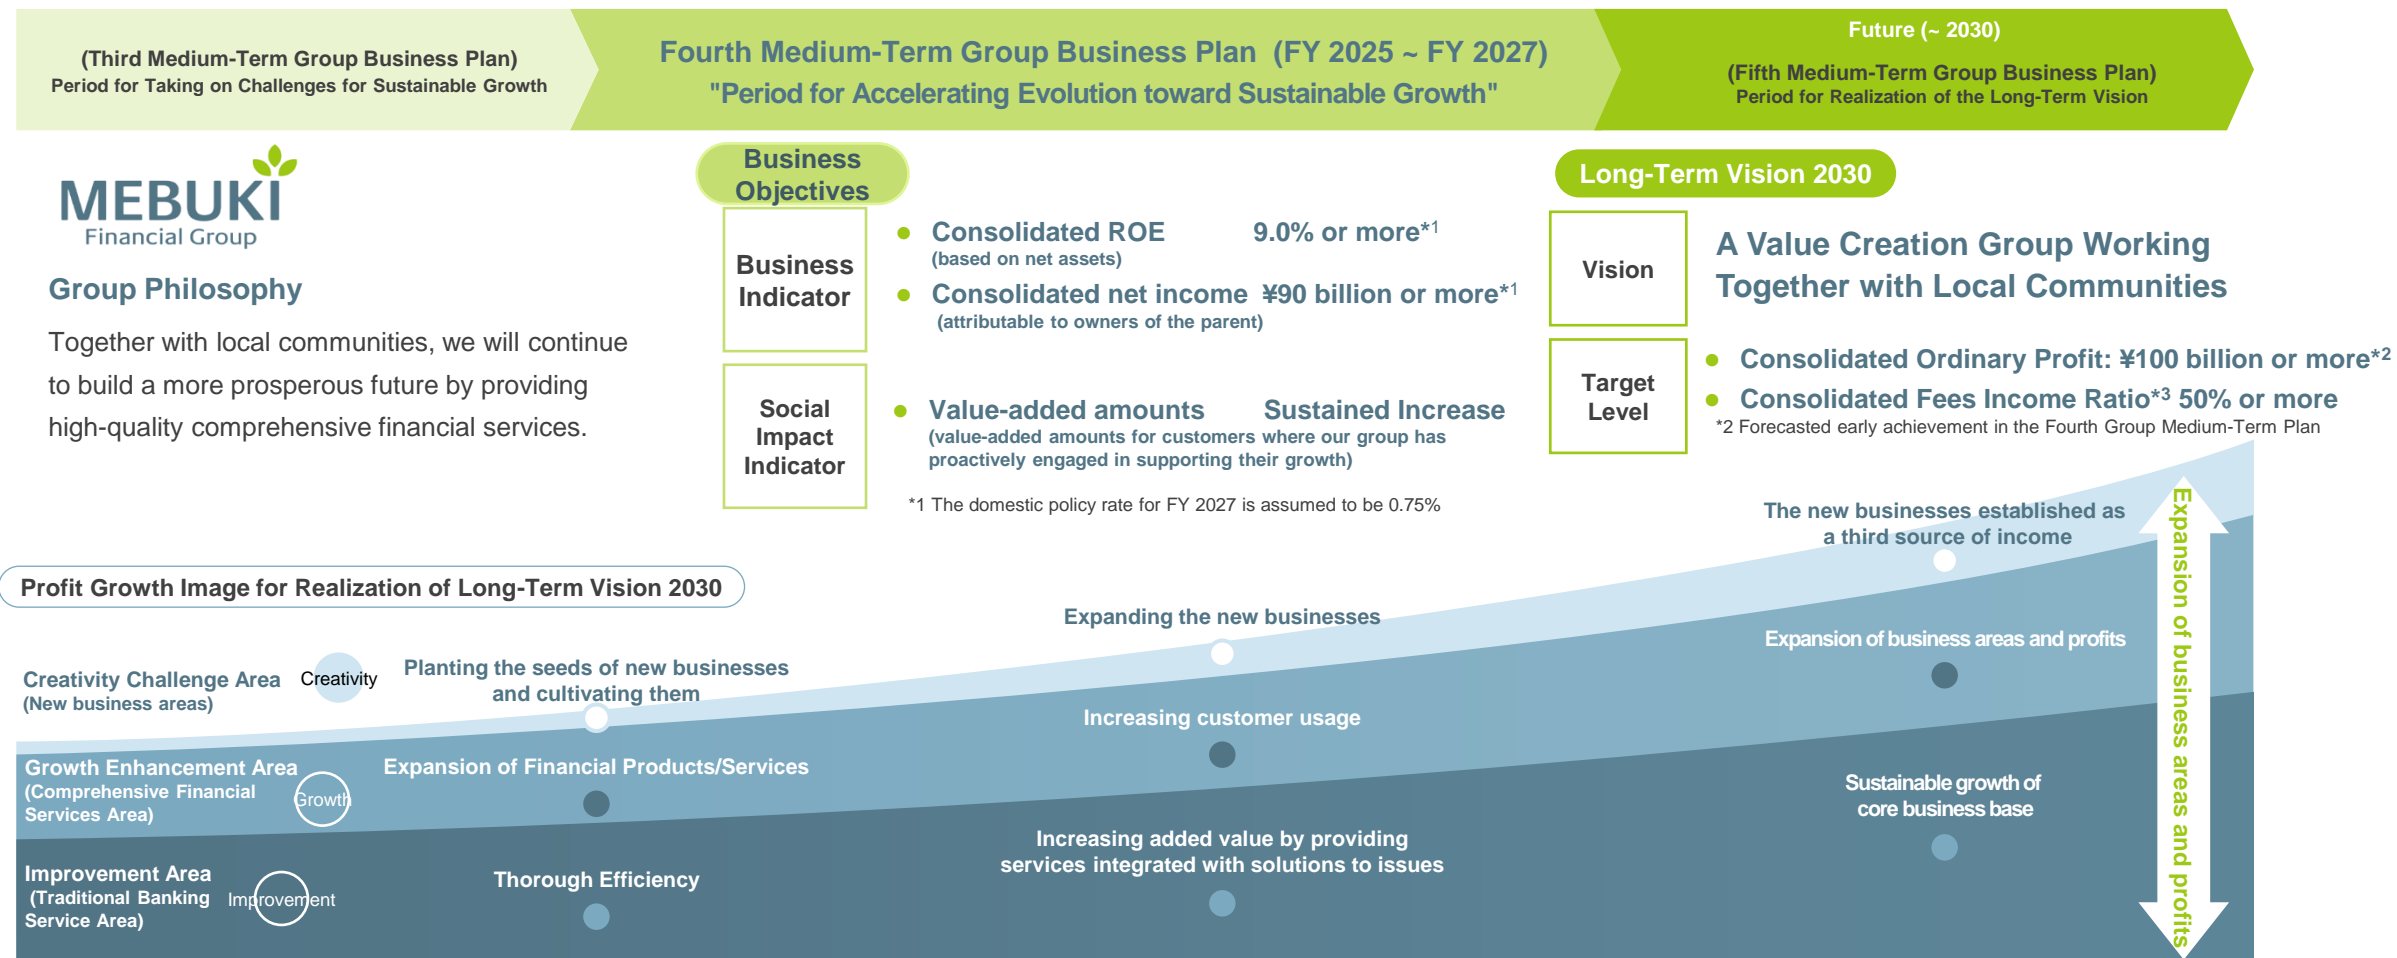 (Third Medium-Term Group Business Plan)
Period for Taking on Challenges for Sustainable Growth
Fourth Medium-Term Group Business Plan (FY 2025 ~ FY 2027)
"Period for Accelerating Evolution toward Sustainable Growth"
Future (~ 2030)
(Fifth Medium-Term Group Business Plan)
Period for Realization of the Long-Term Vision
MEBUKI
Financial Group
Group Philosophy
Together with local communities, we will continue
to build a more prosperous future by providing
high-quality comprehensive financial services.
Business
Objectives
Business
Indicator
● Consolidated ROE 9.0% or more*1
(based on net assets)
● Consolidated net income ¥90 billion or more*1
(attributable to owners of the parent)
Social
Impact
Indicator
● Value-added amounts Sustained Increase
(value-added amounts for customers where our group has
proactively engaged in supporting their growth)
*1 The domestic policy rate for FY 2027 is assumed to be 0.75%
Long-Term Vision 2030
Vision
A Value Creation Group Working
Together with Local Communities
Target
Level
● Consolidated Ordinary Profit: ¥100 billion or more*2
● Consolidated Fees Income Ratio*3 50% or more
*2 Forecasted early achievement in the Fourth Group Medium-Term Plan
Profit Growth Image for Realization of Long-Term Vision 2030
Creativity Challenge Area
(New business areas)
Creativity
Planting the seeds of new businesses
and cultivating them
Expanding the new businesses
The new businesses established as
a third source of income
Growth Enhancement Area
(Comprehensive Financial
Services Area)
Growth
Expansion of Financial Products/Services
Increasing customer usage
Expansion of business areas and profits
Improvement Area
(Traditional Banking
Service Area)
Improvement
Thorough Efficiency
Increasing added value by providing
services integrated with solutions to issues
Sustainable growth of
core business base
Expansion of business areas and profits